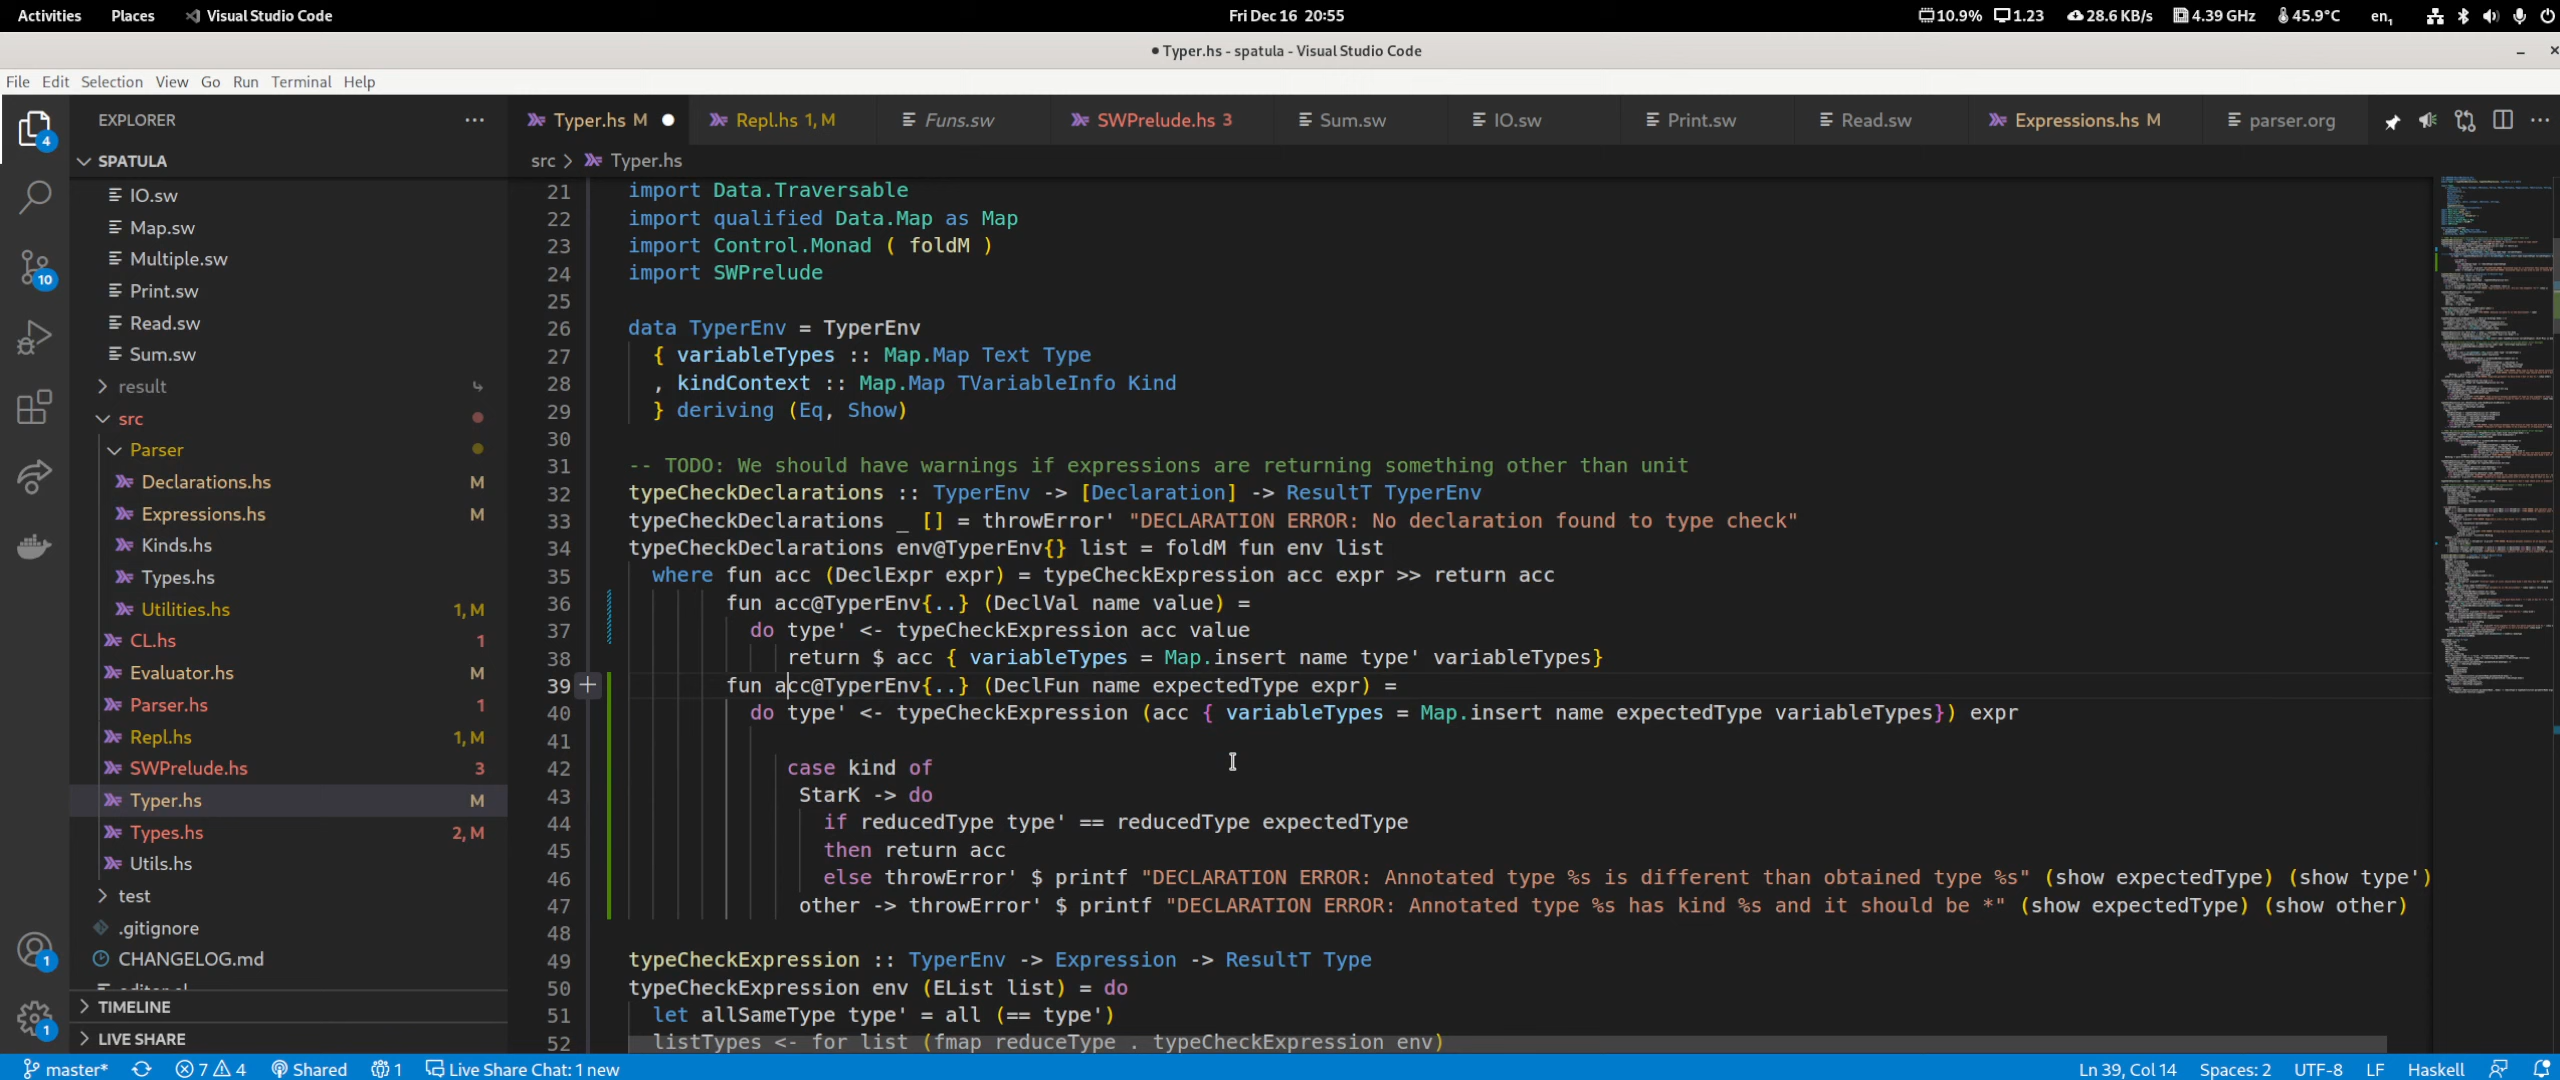 Activities Places Visual Studio Code Fri Dec 16 20:55 10.9% 1.23 28.6 KB/s 4.39 GHz 45.9°C en1
● Typer.hs - spatula - Visual Studio Code
File Edit Selection View Go Run Terminal Help
EXPLORER ··· Typer.hs M Repl.hs 1, M Funs.sw SWPrelude.hs 3 Sum.sw IO.sw Print.sw Read.sw Expressions.hs M parser.org
4
SPATULA
src > Typer.hs
IO.sw
Map.sw
Multiple.sw
Print.sw
Read.sw
Sum.sw
result
src
Parser
Declarations.hs M
Expressions.hs M
Kinds.hs
Types.hs
Utilities.hs 1, M
CL.hs 1
Evaluator.hs M
Parser.hs 1
Repl.hs 1, M
SWPrelude.hs 3
Typer.hs M
Types.hs 2, M
Utils.hs
test
.gitignore
CHANGELOG.md
TIMELINE
LIVE SHARE
10
1
1
21 import Data.Traversable
22 import qualified Data.Map as Map
23 import Control.Monad ( foldM )
24 import SWPrelude
25
26 data TyperEnv = TyperEnv
27 { variableTypes :: Map.Map Text Type
28 , kindContext :: Map.Map TVariableInfo Kind
29 } deriving (Eq, Show)
30
31 -- TODO: We should have warnings if expressions are returning something other than unit
32 typeCheckDeclarations :: TyperEnv -> [Declaration] -> ResultT TyperEnv
33 typeCheckDeclarations _ [] = throwError' "DECLARATION ERROR: No declaration found to type check"
34 typeCheckDeclarations env@TyperEnv{} list = foldM fun env list
35 where fun acc (DeclExpr expr) = typeCheckExpression acc expr >> return acc
36 fun acc@TyperEnv{..} (DeclVal name value) =
37 do type' <- typeCheckExpression acc value
38 return $ acc { variableTypes = Map.insert name type' variableTypes}
39 fun acc@TyperEnv{..} (DeclFun name expectedType expr) =
40 do type' <- typeCheckExpression (acc { variableTypes = Map.insert name expectedType variableTypes}) expr
41
42 case kind of
43 StarK -> do
44 if reducedType type' == reducedType expectedType
45 then return acc
46 else throwError' $ printf "DECLARATION ERROR: Annotated type %s is different than obtained type %s" (show expectedType) (show type')
47 other -> throwError' $ printf "DECLARATION ERROR: Annotated type %s has kind %s and it should be *" (show expectedType) (show other)
48
49 typeCheckExpression :: TyperEnv -> Expression -> ResultT Type
50 typeCheckExpression env (EList list) = do
51 let allSameType type' = all (== type')
52 listTypes <- for list (fmap reduceType . typeCheckExpression env)
master* 7 4 Shared 1 Live Share Chat: 1 new Ln 39, Col 14 Spaces: 2 UTF-8 LF Haskell